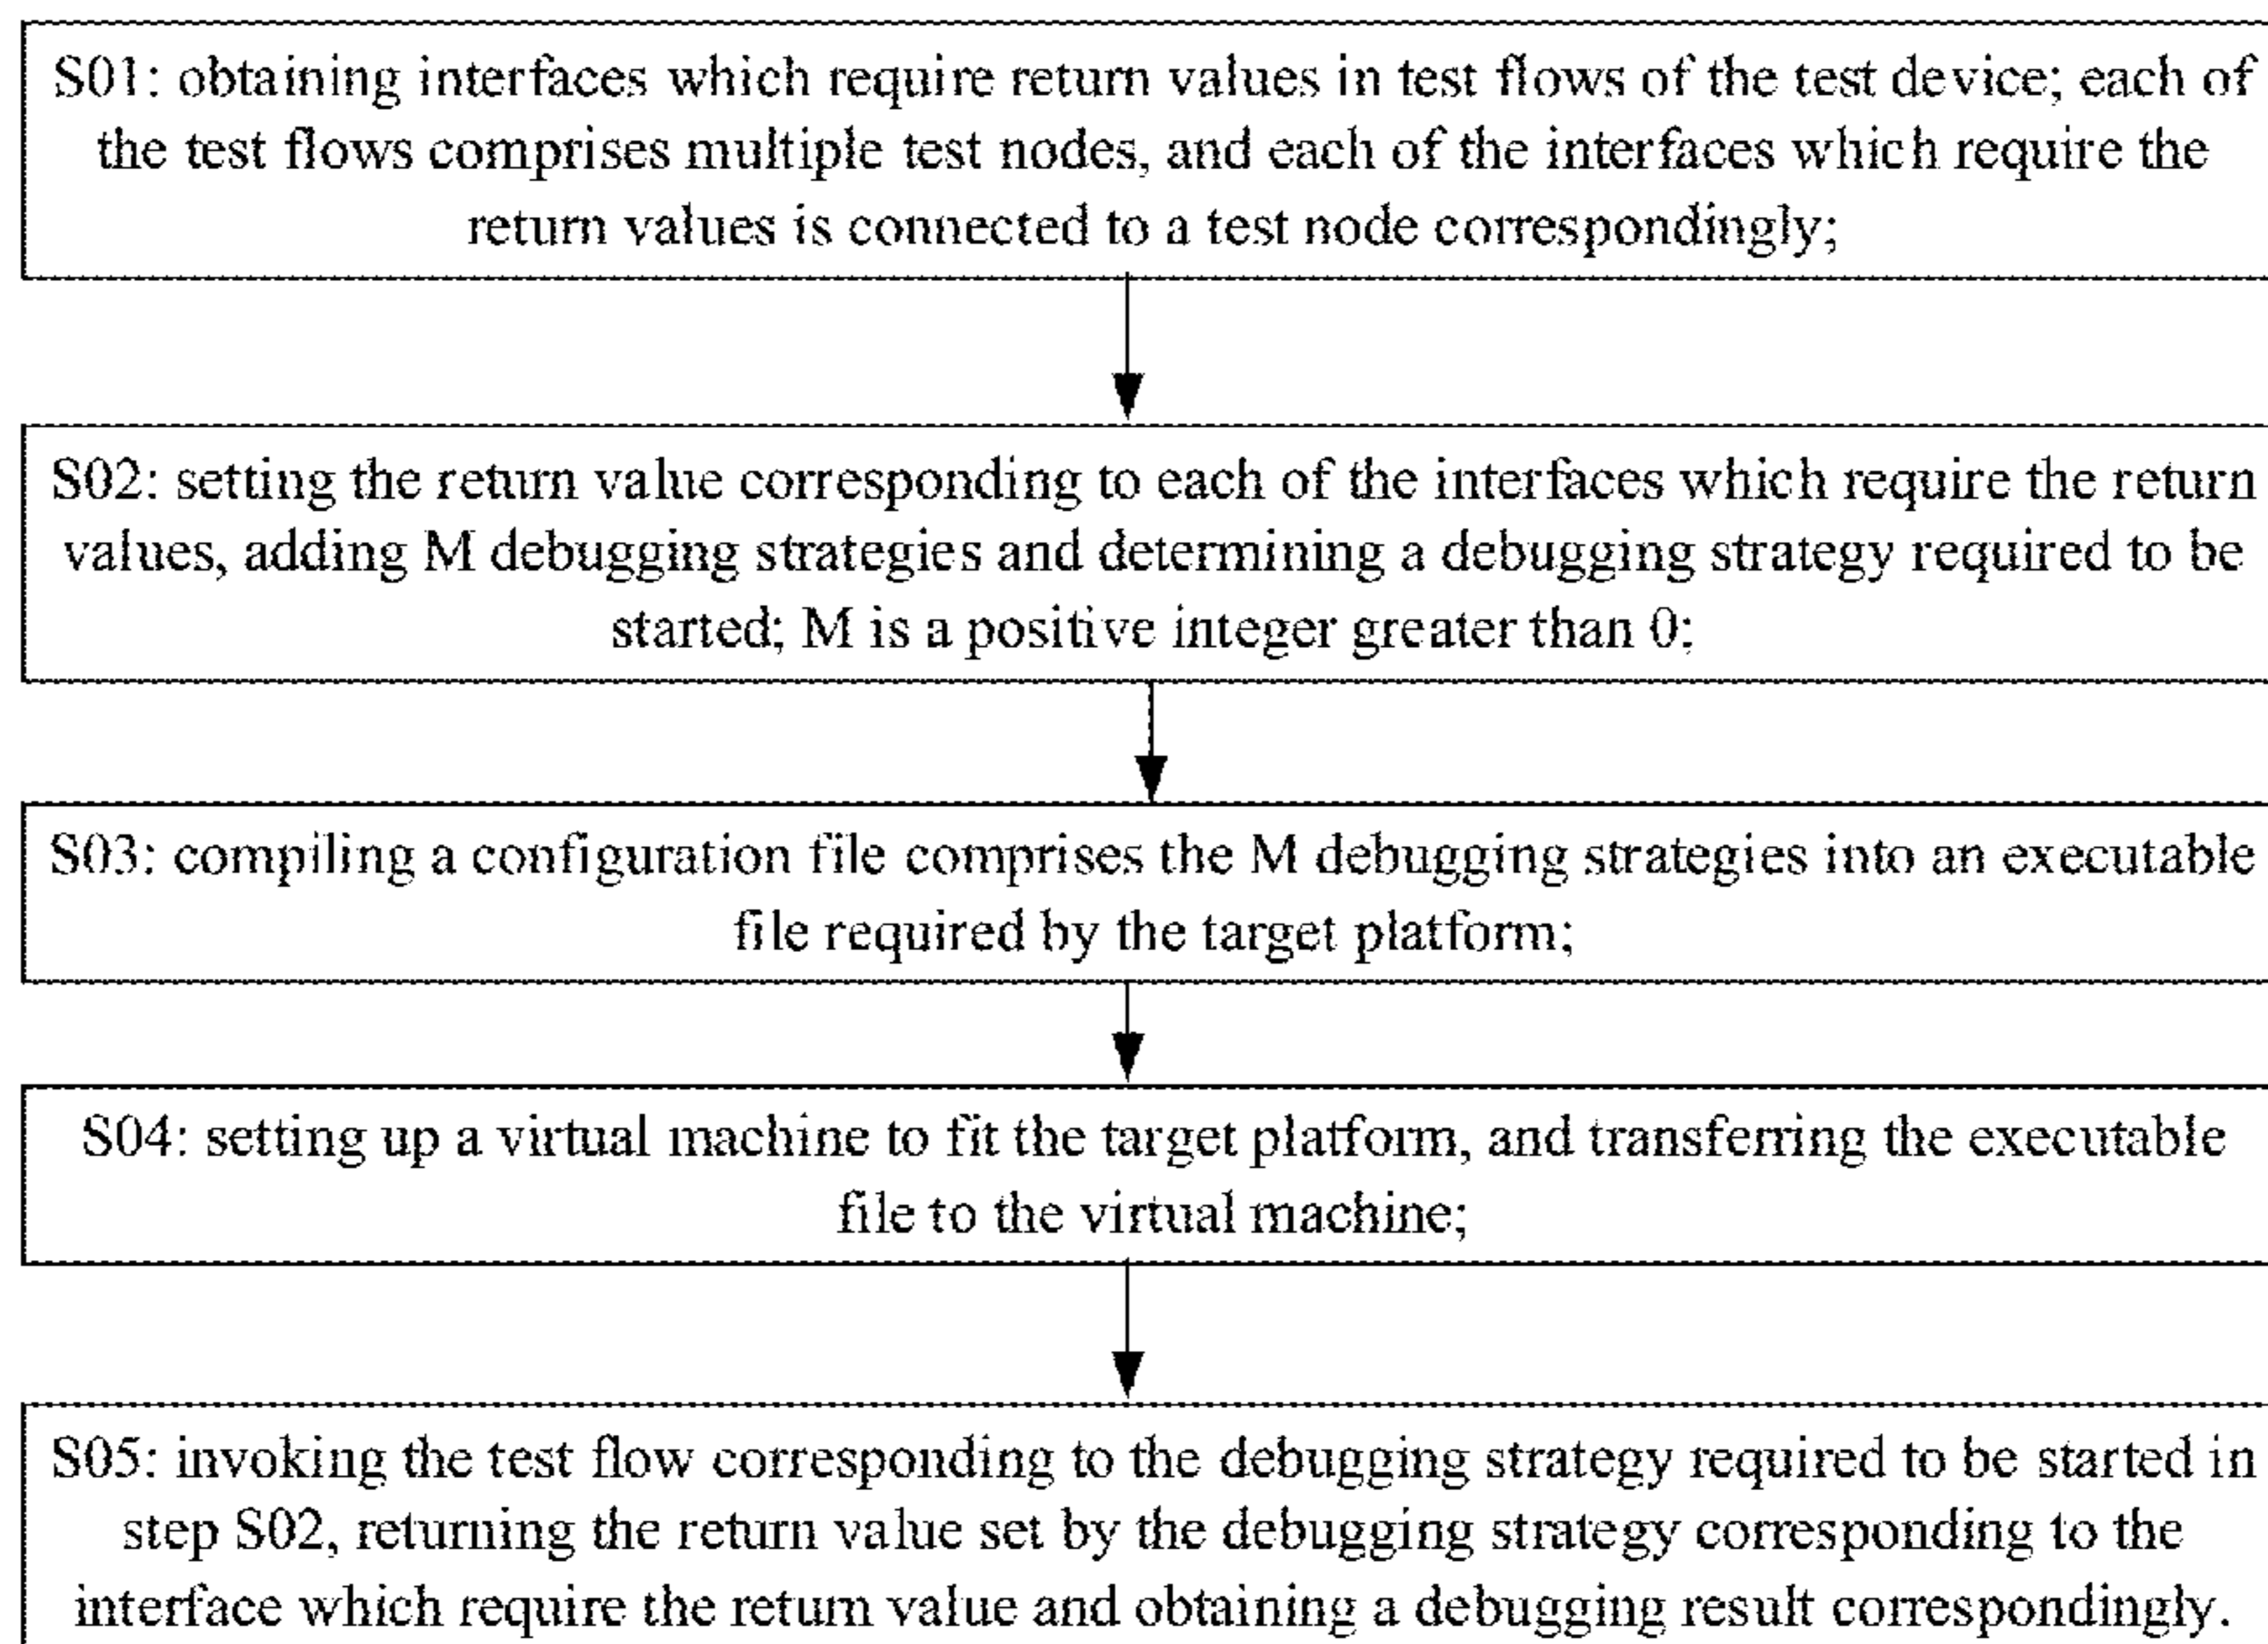 S01: obtaining interfaces which require return values in test flows of the test device; each of
the test flows comprises multiple test nodes, and each of the interfaces which require the
return values is connected to a test node correspondingly;
S02: setting the return value corresponding to each of the interfaces which require the return
values, adding M debugging strategies and determining a debugging strategy required to be
started; M is a positive integer greater than 0;
S03: compiling a configuration file comprises the M debugging strategies into an executable
file required by the target platform;
S04: setting up a virtual machine to fit the target platform, and transferring the executable
file to the virtual machine;
S05: invoking the test flow corresponding to the debugging strategy required to be started in
step S02, returning the return value set by the debugging strategy corresponding to the
interface which require the return value and obtaining a debugging result correspondingly.